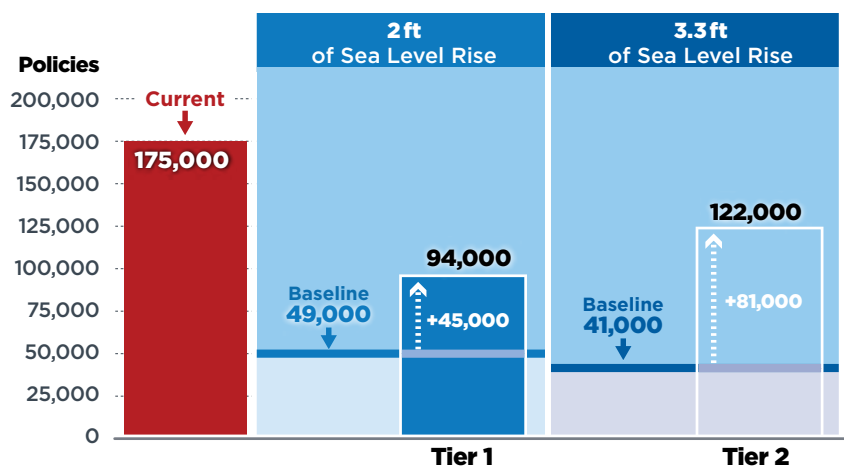 2 ft
of Sea Level Rise
3.3 ft
of Sea Level Rise
Policies
200,000
175,000
150,000
125,000
100,000
75,000
50,000
25,000
0
Current
175,000
Baseline
49,000
94,000
+45,000
Baseline
41,000
122,000
+81,000
Tier 1
Tier 2